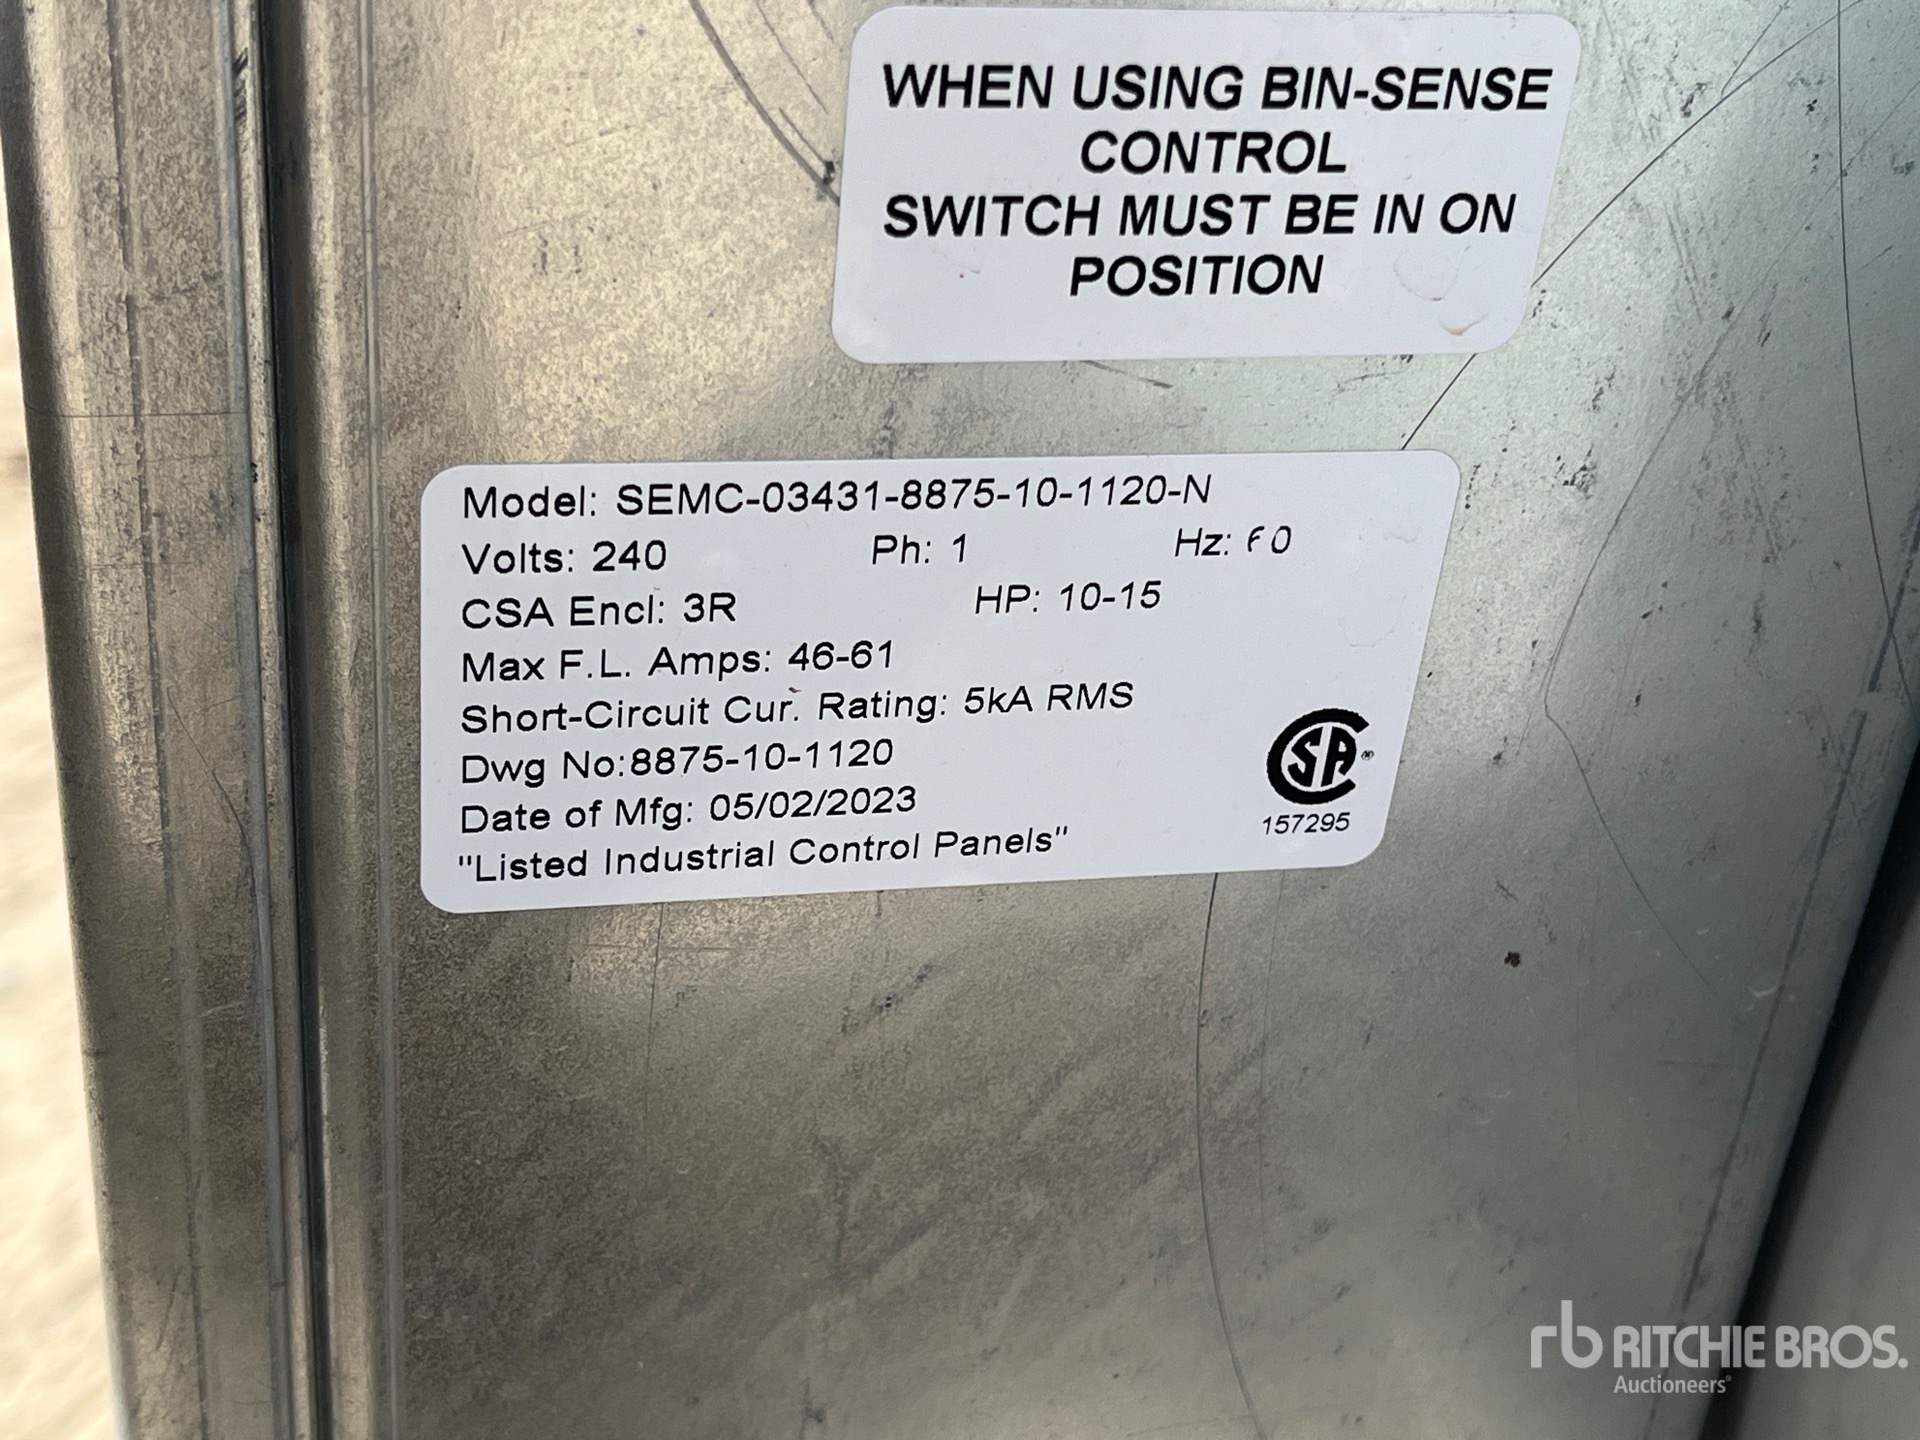 WHEN USING BIN-SENSE
CONTROL
SWITCH MUST BE IN ON
POSITION
Model: SEMC-03431-8875-10-1120-N
Volts: 240 Ph: 1 Hz: 60
CSA Encl: 3R HP: 10-15
Max F.L. Amps: 46-61
Short-Circuit Cur. Rating: 5kA RMS
Dwg No:8875-10-1120
Date of Mfg: 05/02/2023
"Listed Industrial Control Panels"
CSA
157295
rb RITCHIE BROS.
Auctioneers